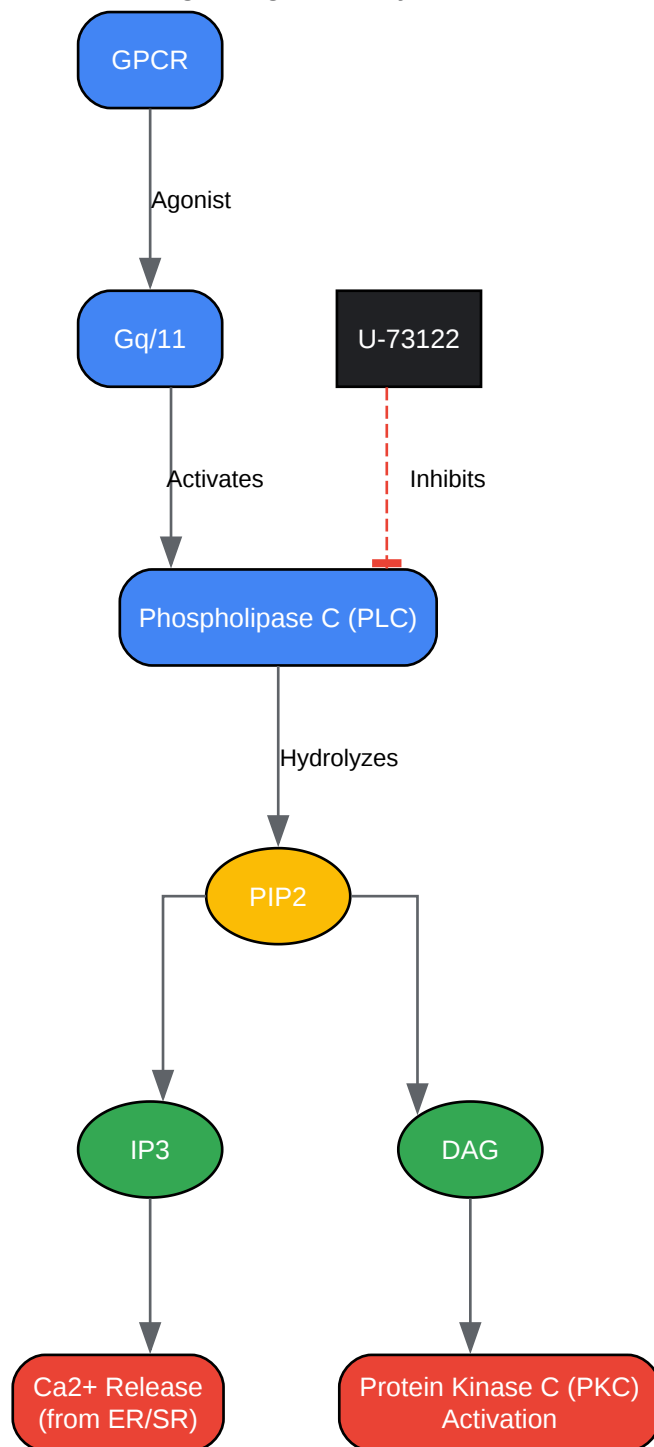 GPCR
Agonist
Gq/11
U-73122
Activates
Inhibits
Phospholipase C (PLC)
Hydrolyzes
PIP2
IP3
DAG
Ca2+ Release
(from ER/SR)
Protein Kinase C (PKC)
Activation